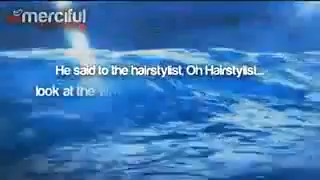 merciful
He said to the hairstylist, Oh Hairstylist...
look at the